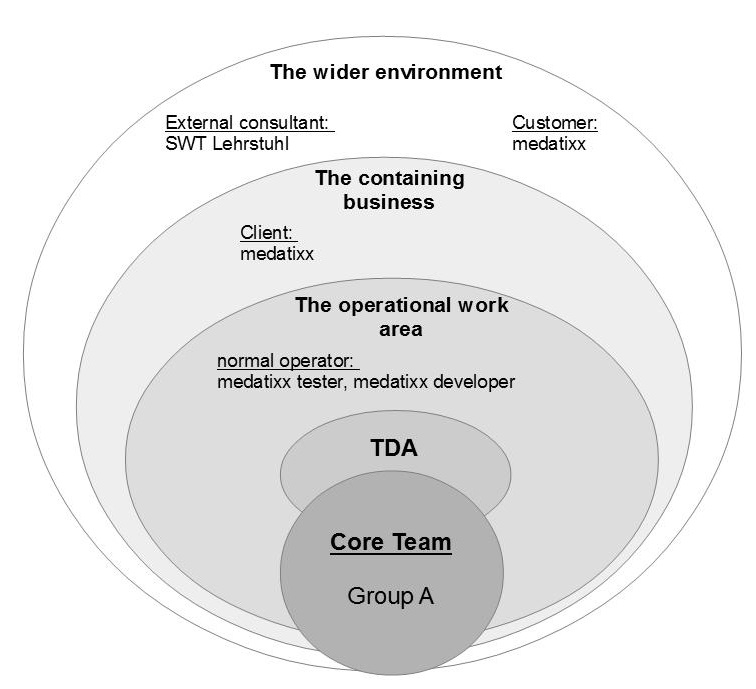 The wider environment
External consultant:
SWT Lehrstuhl
Customer:
medatixx
The containing
business
Client:
medatixx
The operational work
area
normal operator:
medatixx tester, medatixx developer
TDA
Core Team
Group A